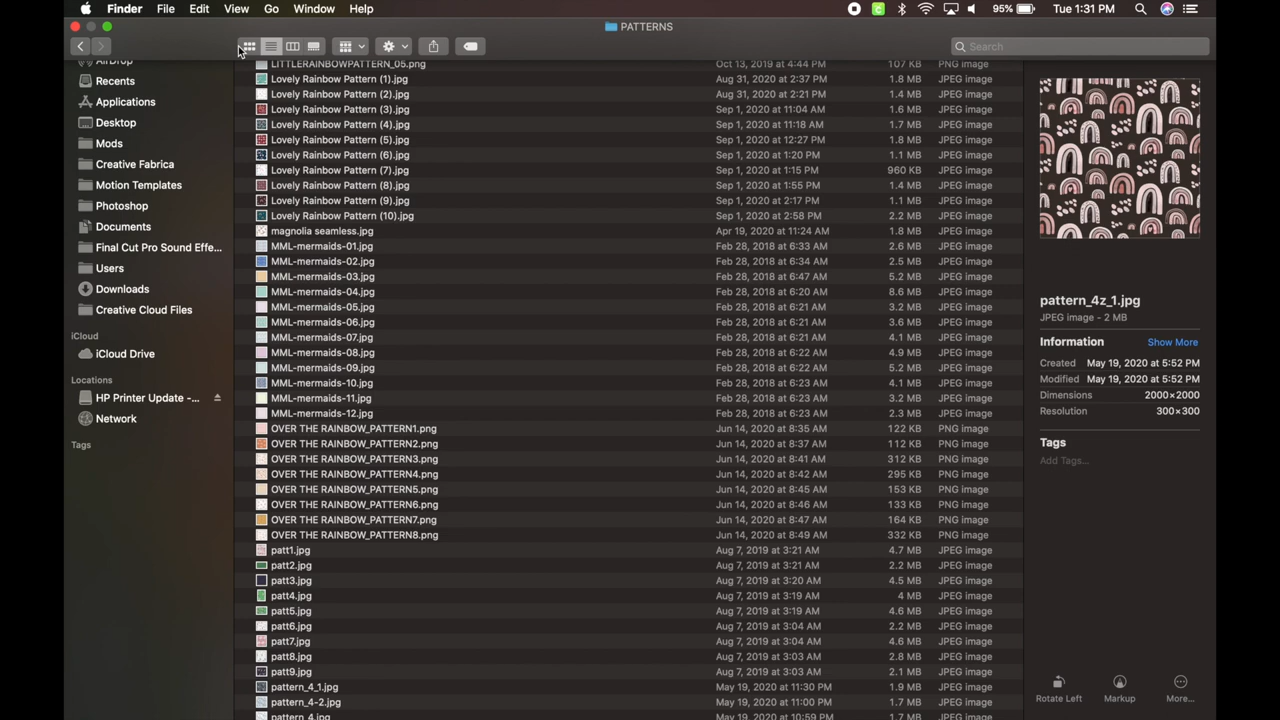 Finder File Edit View Go Window Help 95% Tue 1:31 PM
PATTERNS
Search
AirDrop
Recents
Applications
Desktop
Mods
Creative Fabrica
Motion Templates
Photoshop
Documents
Final Cut Pro Sound Effe...
Users
Downloads
Creative Cloud Files
iCloud
iCloud Drive
Locations
HP Printer Update -...
Network
Tags
LITTLERAINBOWPATTERN_05.png Oct 13, 2019 at 4:44 PM 107 KB PNG image
Lovely Rainbow Pattern (1).jpg Aug 31, 2020 at 2:37 PM 1.8 MB JPEG image
Lovely Rainbow Pattern (2).jpg Aug 31, 2020 at 2:21 PM 1.4 MB JPEG image
Lovely Rainbow Pattern (3).jpg Sep 1, 2020 at 11:04 AM 1.6 MB JPEG image
Lovely Rainbow Pattern (4).jpg Sep 1, 2020 at 11:18 AM 1.7 MB JPEG image
Lovely Rainbow Pattern (5).jpg Sep 1, 2020 at 12:27 PM 1.8 MB JPEG image
Lovely Rainbow Pattern (6).jpg Sep 1, 2020 at 1:20 PM 1.1 MB JPEG image
Lovely Rainbow Pattern (7).jpg Sep 1, 2020 at 1:15 PM 960 KB JPEG image
Lovely Rainbow Pattern (8).jpg Sep 1, 2020 at 1:55 PM 1.4 MB JPEG image
Lovely Rainbow Pattern (9).jpg Sep 1, 2020 at 2:17 PM 1.1 MB JPEG image
Lovely Rainbow Pattern (10).jpg Sep 1, 2020 at 2:58 PM 2.2 MB JPEG image
magnolia seamless.jpg Apr 19, 2020 at 11:24 AM 1.8 MB JPEG image
MML-mermaids-01.jpg Feb 28, 2018 at 6:33 AM 2.6 MB JPEG image
MML-mermaids-02.jpg Feb 28, 2018 at 6:34 AM 2.5 MB JPEG image
MML-mermaids-03.jpg Feb 28, 2018 at 6:47 AM 5.2 MB JPEG image
MML-mermaids-04.jpg Feb 28, 2018 at 6:20 AM 8.6 MB JPEG image
MML-mermaids-05.jpg Feb 28, 2018 at 6:21 AM 3.2 MB JPEG image
MML-mermaids-06.jpg Feb 28, 2018 at 6:21 AM 3.6 MB JPEG image
MML-mermaids-07.jpg Feb 28, 2018 at 6:21 AM 4.1 MB JPEG image
MML-mermaids-08.jpg Feb 28, 2018 at 6:22 AM 4.9 MB JPEG image
MML-mermaids-09.jpg Feb 28, 2018 at 6:22 AM 5.2 MB JPEG image
MML-mermaids-10.jpg Feb 28, 2018 at 6:23 AM 4.1 MB JPEG image
MML-mermaids-11.jpg Feb 28, 2018 at 6:23 AM 3.2 MB JPEG image
MML-mermaids-12.jpg Feb 28, 2018 at 6:23 AM 2.3 MB JPEG image
OVER THE RAINBOW_PATTERN1.png Jun 14, 2020 at 8:35 AM 122 KB PNG image
OVER THE RAINBOW_PATTERN2.png Jun 14, 2020 at 8:37 AM 112 KB PNG image
OVER THE RAINBOW_PATTERN3.png Jun 14, 2020 at 8:41 AM 312 KB PNG image
OVER THE RAINBOW_PATTERN4.png Jun 14, 2020 at 8:42 AM 295 KB PNG image
OVER THE RAINBOW_PATTERN5.png Jun 14, 2020 at 8:45 AM 153 KB PNG image
OVER THE RAINBOW_PATTERN6.png Jun 14, 2020 at 8:46 AM 133 KB PNG image
OVER THE RAINBOW_PATTERN7.png Jun 14, 2020 at 8:47 AM 164 KB PNG image
OVER THE RAINBOW_PATTERN8.png Jun 14, 2020 at 8:49 AM 332 KB PNG image
patt1.jpg Aug 7, 2019 at 3:21 AM 4.7 MB JPEG image
patt2.jpg Aug 7, 2019 at 3:21 AM 2.2 MB JPEG image
patt3.jpg Aug 7, 2019 at 3:20 AM 4.5 MB JPEG image
patt4.jpg Aug 7, 2019 at 3:19 AM 4 MB JPEG image
patt5.jpg Aug 7, 2019 at 3:19 AM 4.6 MB JPEG image
patt6.jpg Aug 7, 2019 at 3:04 AM 2.2 MB JPEG image
patt7.jpg Aug 7, 2019 at 3:04 AM 4.6 MB JPEG image
patt8.jpg Aug 7, 2019 at 3:03 AM 2.8 MB JPEG image
patt9.jpg Aug 7, 2019 at 3:03 AM 2.1 MB JPEG image
pattern_4_1.jpg May 19, 2020 at 11:30 PM 1.9 MB JPEG image
pattern_4-2.jpg May 19, 2020 at 11:00 PM 1.7 MB JPEG image
pattern_4.jpg May 19, 2020 at 10:59 PM 1.7 MB JPEG image
pattern_4z_1.jpg
JPEG image - 2 MB
Information Show More
Created May 19, 2020 at 5:52 PM
Modified May 19, 2020 at 5:52 PM
Dimensions 2000×2000
Resolution 300×300
Tags
Add Tags...
Rotate Left Markup More...